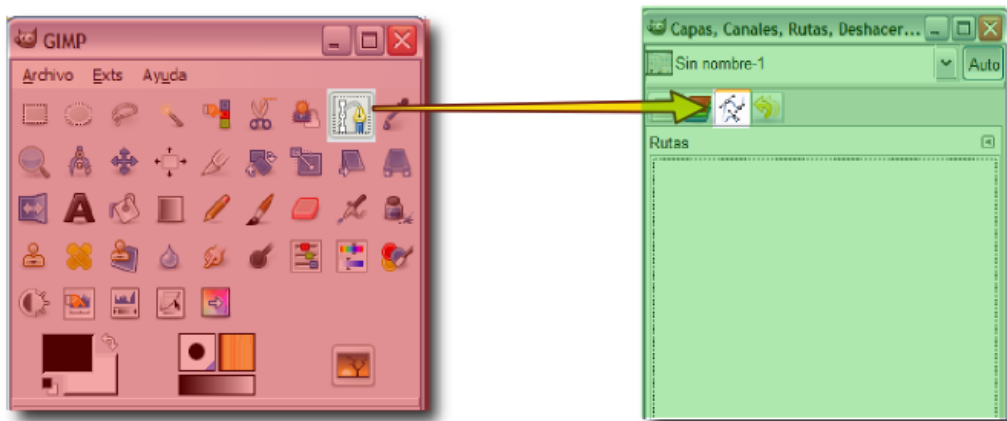 GIMP
Archivo Exts Ayuda
Capas, Canales, Rutas, Deshacer...
Sin nombre-1
Auto
Rutas